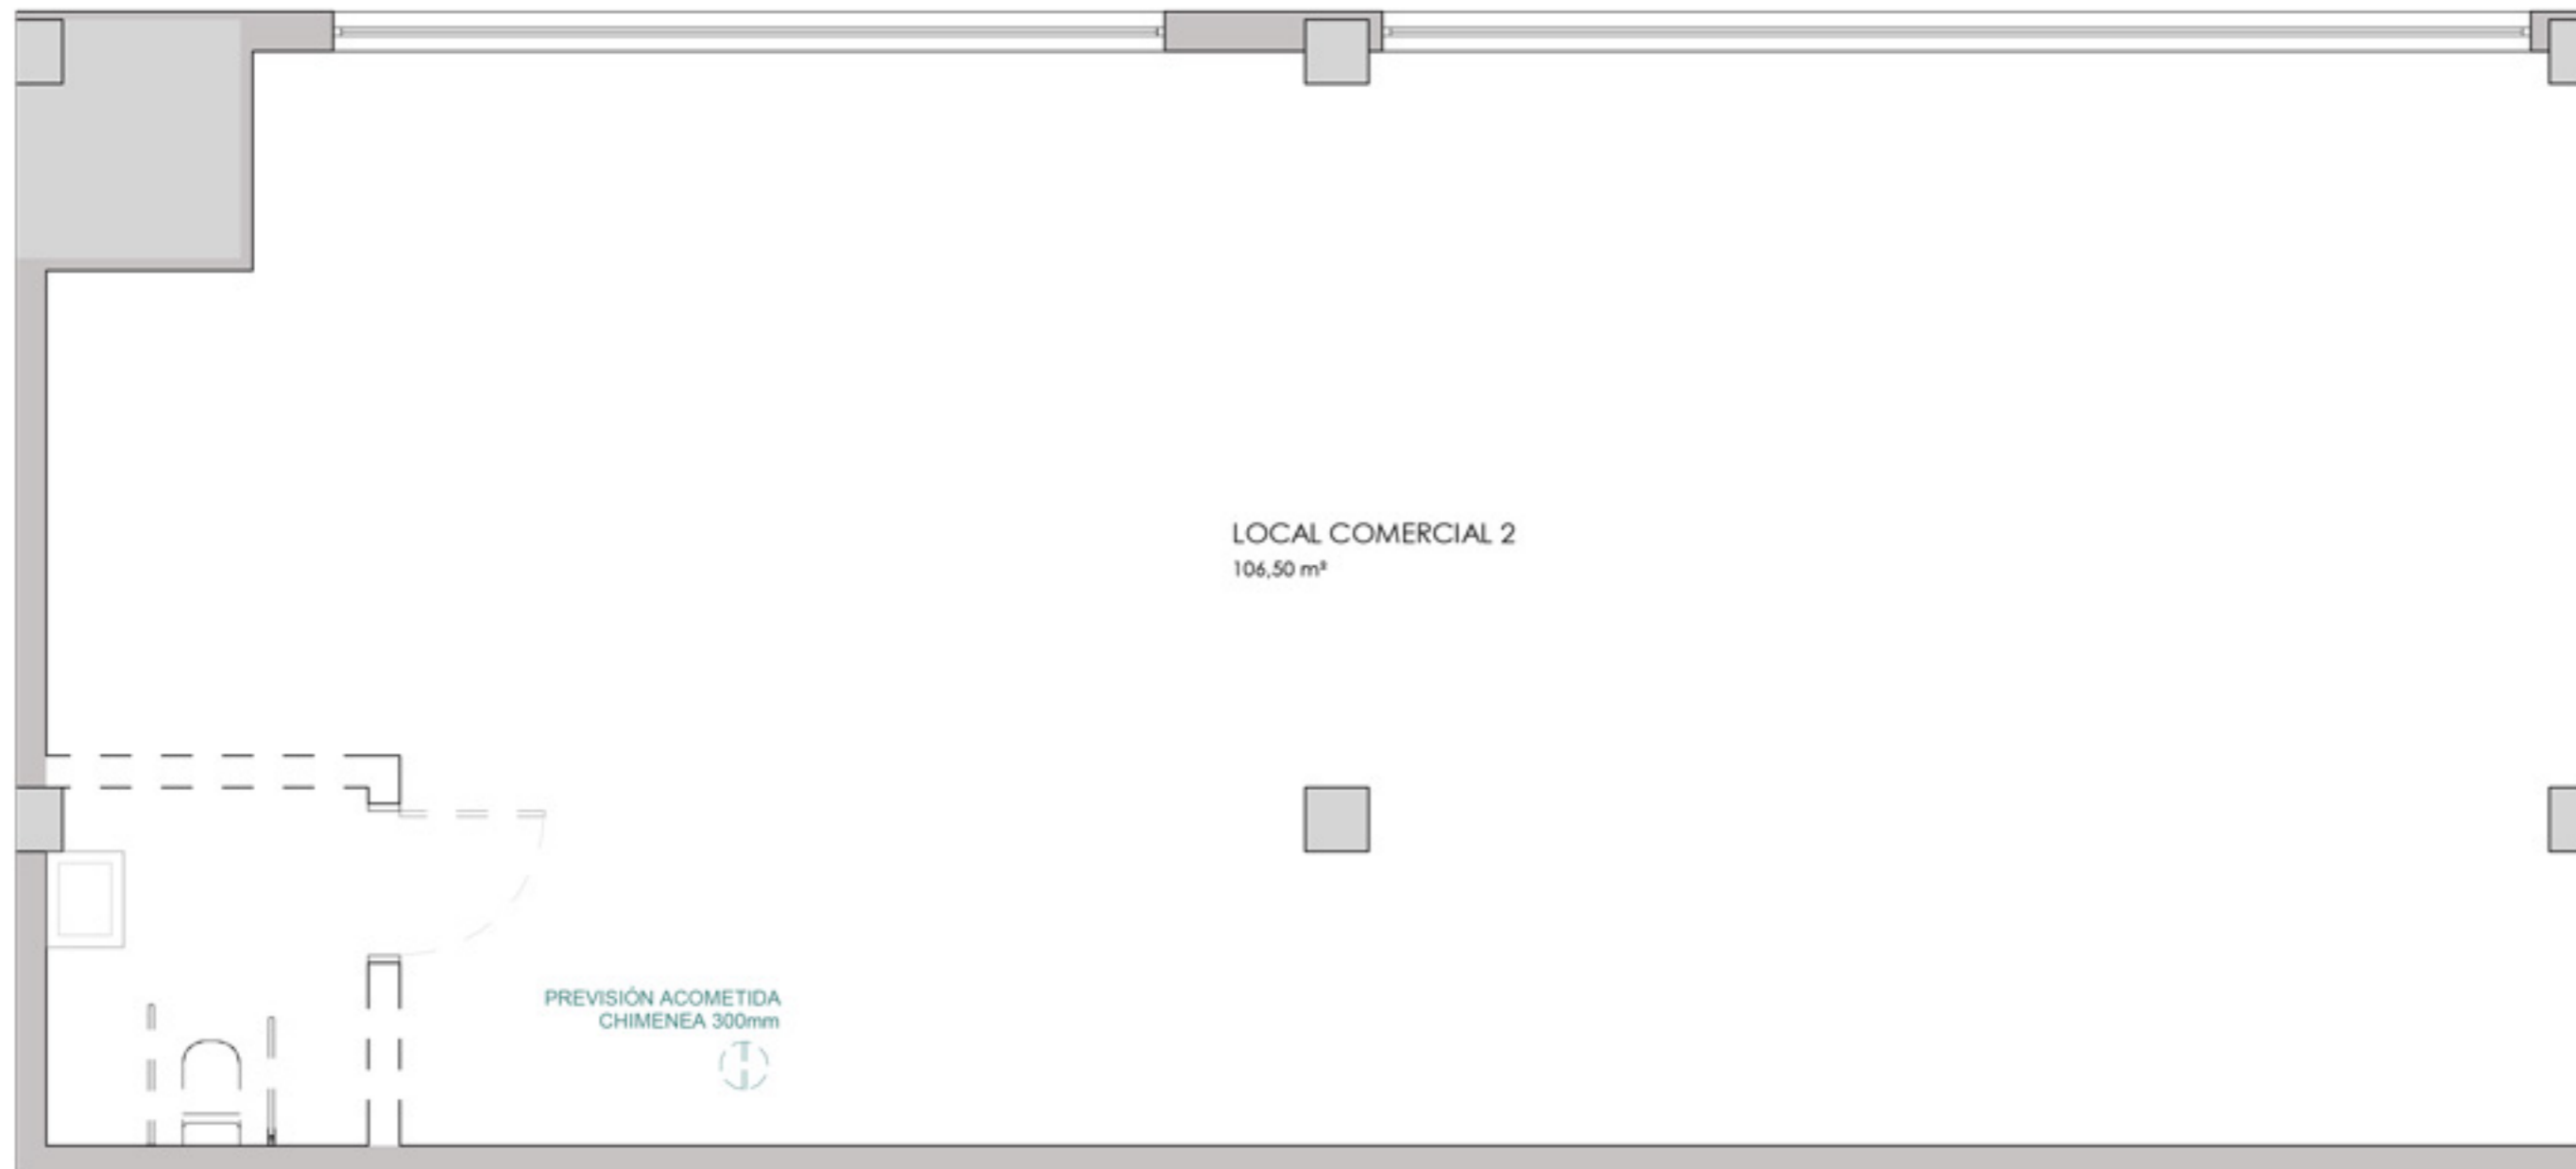 LOCAL COMERCIAL 2
106,50 m²
PREVISIÓN ACOMETIDA
CHIMENEA 300mm